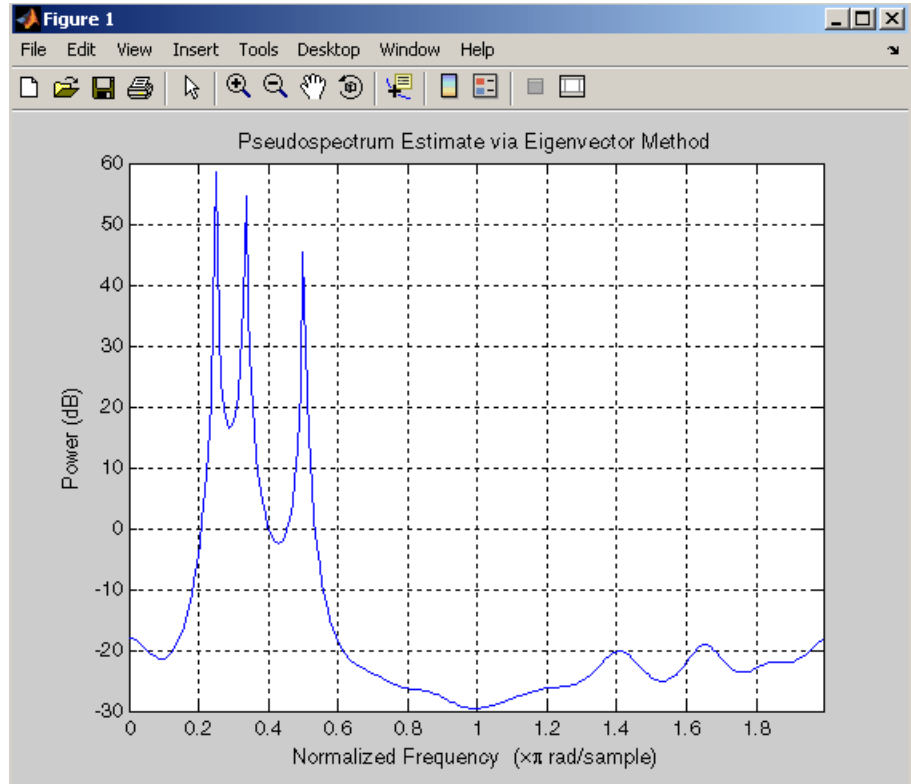 Figure 1
File Edit View Insert Tools Desktop Window Help
Pseudospectrum Estimate via Eigenvector Method
60
50
40
30
20
10
0
-10
-20
-30
Power (dB)
0 0.2 0.4 0.6 0.8 1 1.2 1.4 1.6 1.8
Normalized Frequency (×π rad/sample)